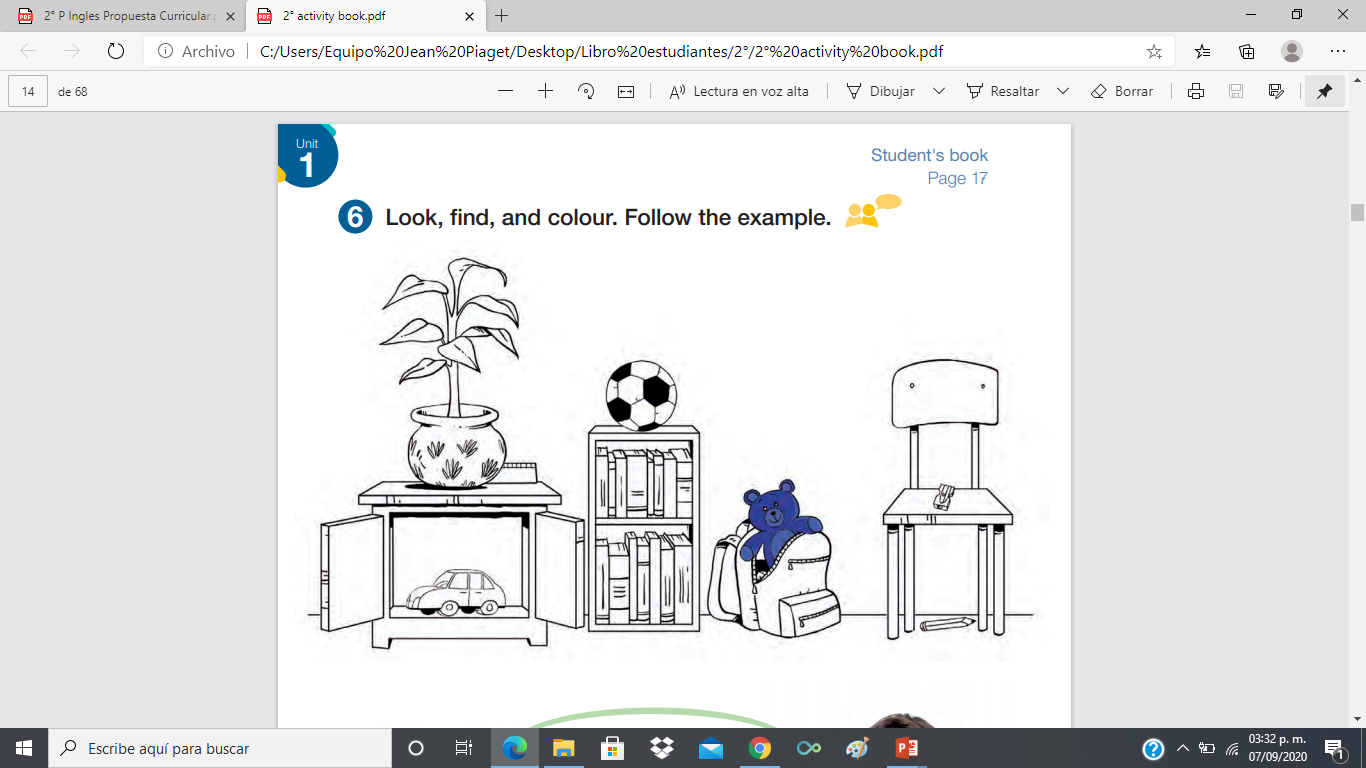 2° P Ingles Propuesta Curricular.p
2° activity book.pdf
Archivo
C:/Users/Equipo%20Jean%20Piaget/Desktop/Libro%20estudiantes/2°/2°%20activity%20book.pdf
14 de 68
Lectura en voz alta
Dibujar
Resaltar
Borrar
Unit
1
Student's book
Page 17
6 Look, find, and colour. Follow the example.
Escribe aquí para buscar
03:32 p. m.
07/09/2020
1